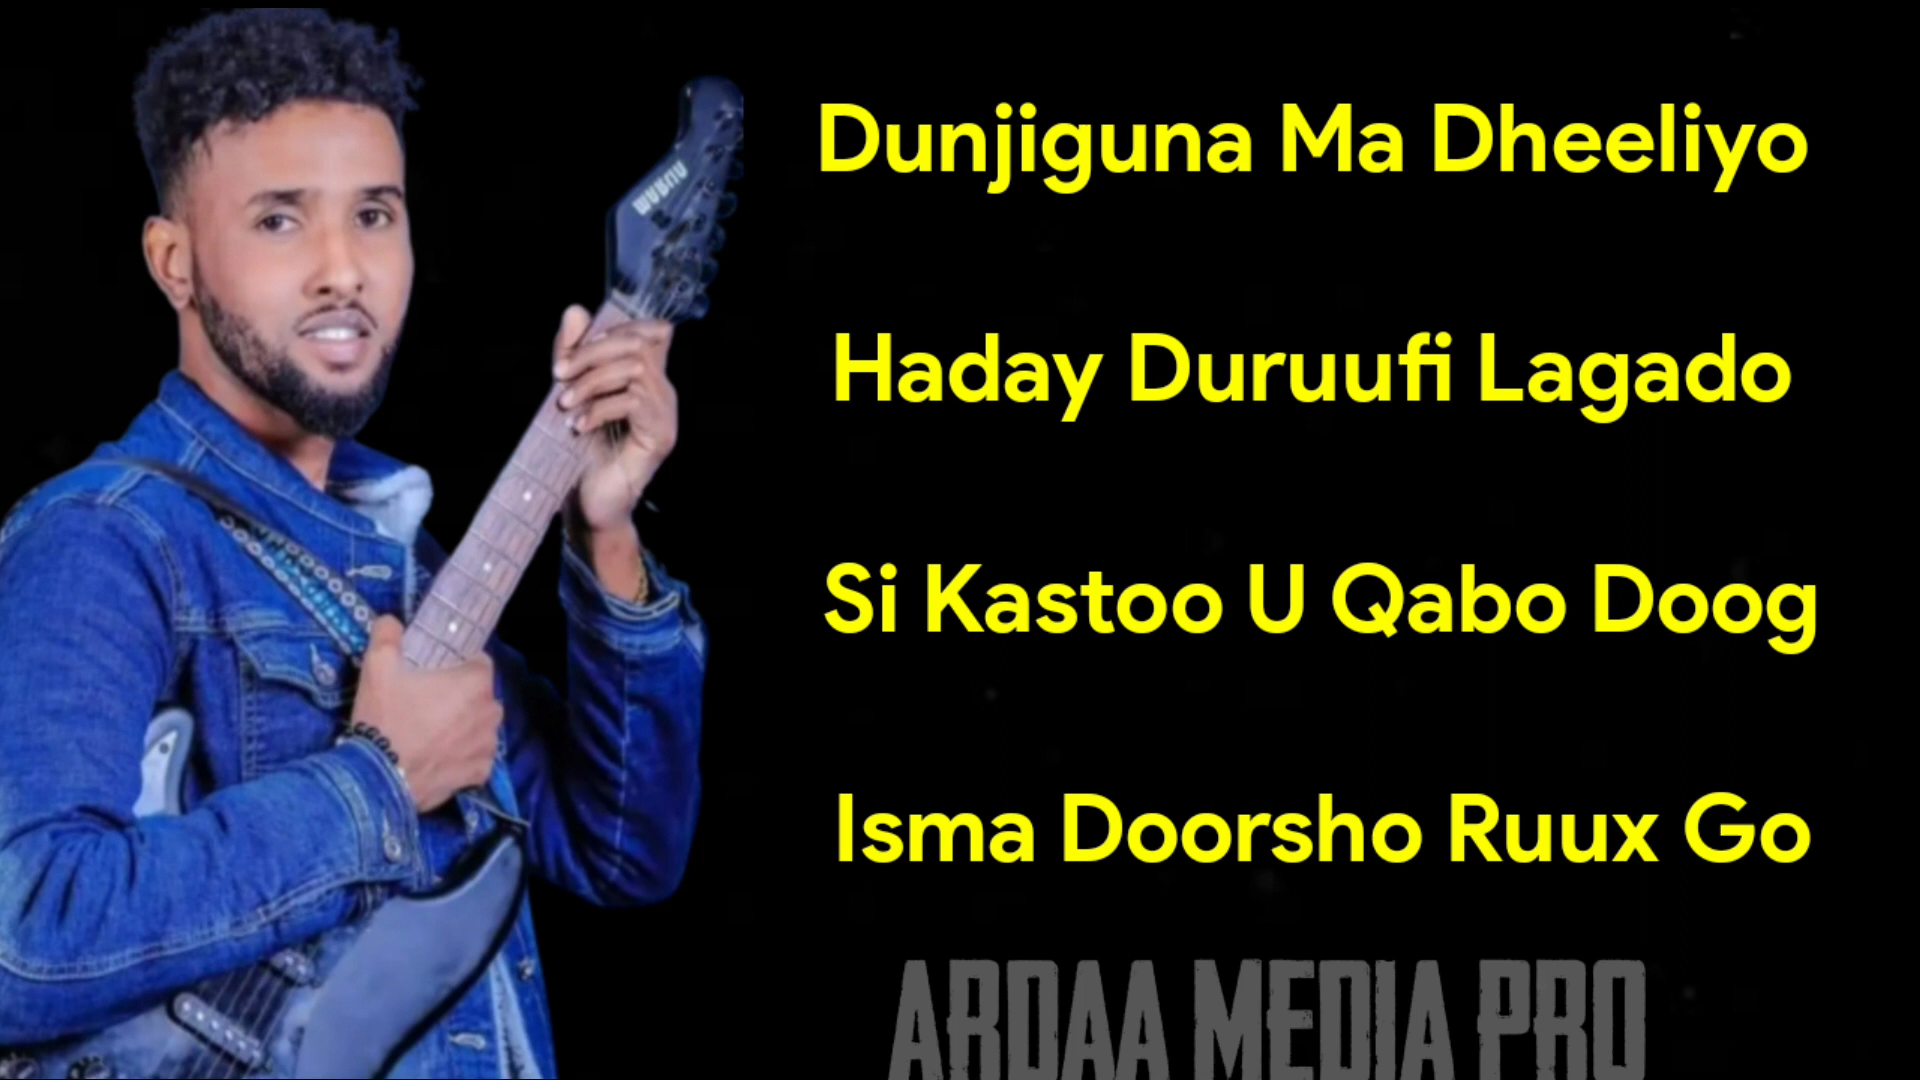 Dunjiguna Ma Dheeliyo
Haday Duruufi Lagado
Si Kastoo U Qabo Doog
Isma Doorsho Ruux Go
ARDAA MEDIA PRO